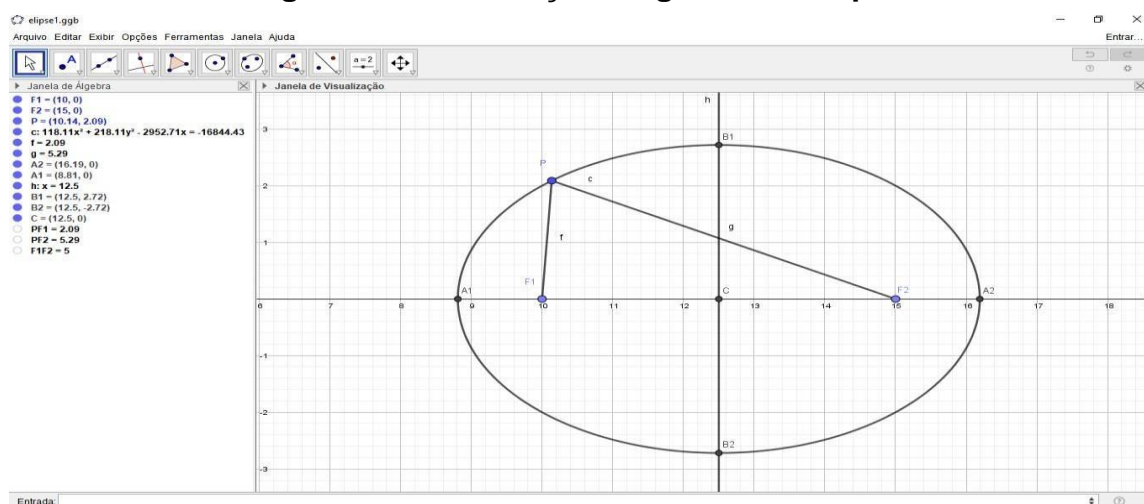 elipse1.ggb
Arquivo Editar Exibir Opções Ferramentas Janela Ajuda
Entrar...
A
a=2
Janela de Álgebra
Janela de Visualização
F1 = (10, 0)
F2 = (15, 0)
P = (10.14, 2.09)
c: 118.11x² + 218.11y² - 2952.71x = -16844.43
f = 2.09
g = 5.29
A2 = (16.19, 0)
A1 = (8.81, 0)
h: x = 12.5
B1 = (12.5, 2.72)
B2 = (12.5, -2.72)
C = (12.5, 0)
PF1 = 2.09
PF2 = 5.29
F1F2 = 5
h
3
B1
P
c
2
g
1
f
A1
F1
C
F2
A2
6 7 8 9 10 11 12 13 14 15 16 17 18
-1
-2
B2
-3
Entrada: